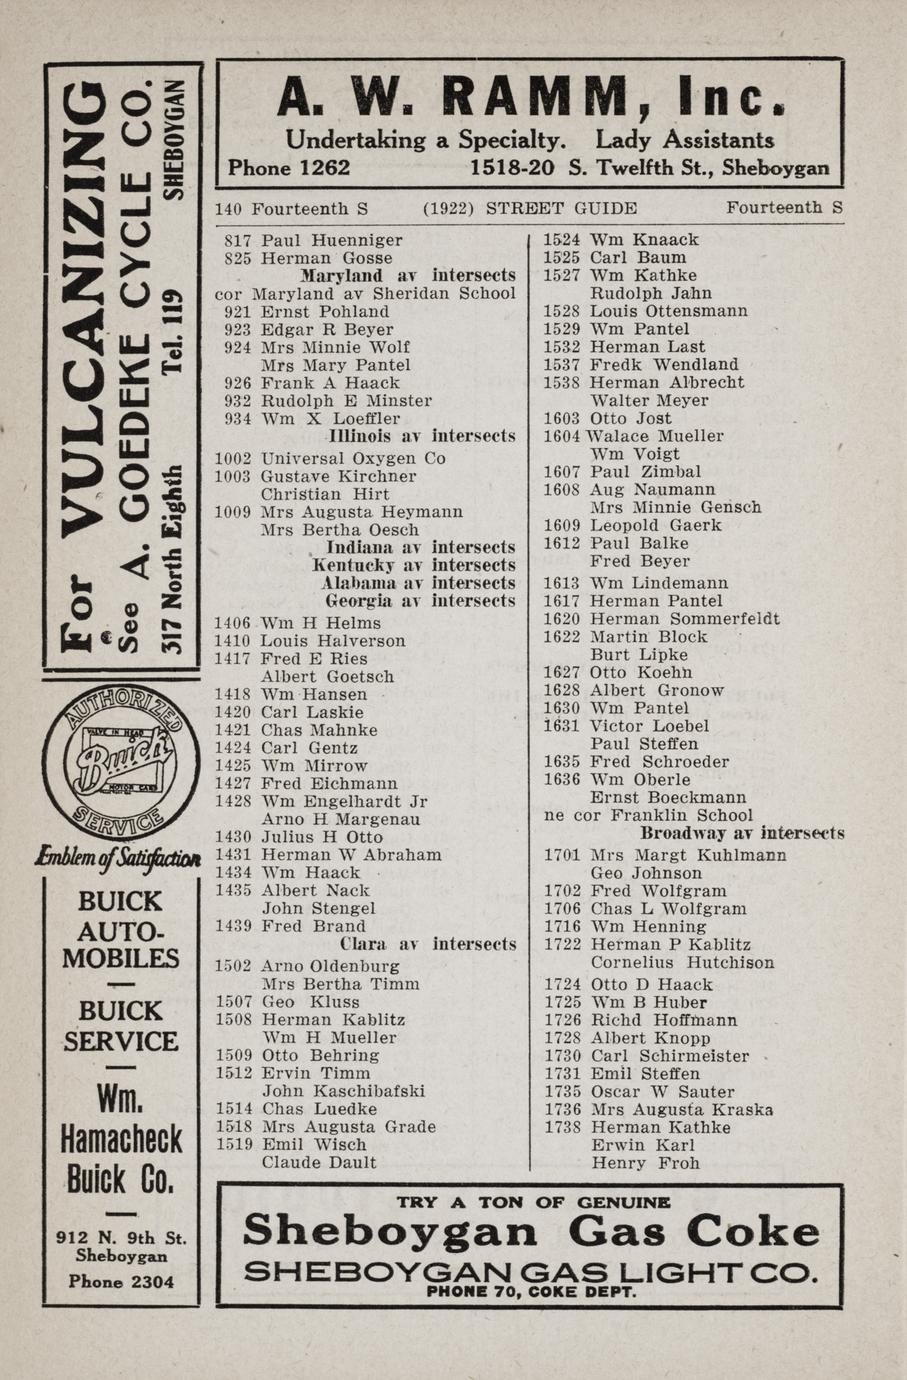 For VULCANIZING
See A. GOEDEKE CYCLE CO.
317 North Eighth Tel. 119 SHEBOYGAN
AUTHORIZED
VALVE IN HEAD
Buick
MOTOR CARS
SERVICE
Emblem of Satisfaction
BUICK
AUTO-
MOBILES
BUICK
SERVICE
Wm.
Hamacheck
Buick Co.
912 N. 9th St.
Sheboygan
Phone 2304
A. W. RAMM, Inc.
Undertaking a Specialty. Lady Assistants
Phone 1262 1518-20 S. Twelfth St., Sheboygan
140 Fourteenth S (1922) STREET GUIDE Fourteenth S
817 Paul Huenniger
825 Herman Gosse
Maryland av intersects
cor Maryland av Sheridan School
921 Ernst Pohland
923 Edgar R Beyer
924 Mrs Minnie Wolf
Mrs Mary Pantel
926 Frank A Haack
932 Rudolph E Minster
934 Wm X Loeffler
Illinois av intersects
1002 Universal Oxygen Co
1003 Gustave Kirchner
Christian Hirt
1009 Mrs Augusta Heymann
Mrs Bertha Oesch
Indiana av intersects
Kentucky av intersects
Alabama av intersects
Georgia av intersects
1406 Wm H Helms
1410 Louis Halverson
1417 Fred E Ries
Albert Goetsch
1418 Wm Hansen
1420 Carl Laskie
1421 Chas Mahnke
1424 Carl Gentz
1425 Wm Mirrow
1427 Fred Eichmann
1428 Wm Engelhardt Jr
Arno H Margenau
1430 Julius H Otto
1431 Herman W Abraham
1434 Wm Haack
1435 Albert Nack
John Stengel
1439 Fred Brand
Clara av intersects
1502 Arno Oldenburg
Mrs Bertha Timm
1507 Geo Kluss
1508 Herman Kablitz
Wm H Mueller
1509 Otto Behring
1512 Ervin Timm
John Kaschibafski
1514 Chas Luedke
1518 Mrs Augusta Grade
1519 Emil Wisch
Claude Dault
1524 Wm Knaack
1525 Carl Baum
1527 Wm Kathke
Rudolph Jahn
1528 Louis Ottensmann
1529 Wm Pantel
1532 Herman Last
1537 Fredk Wendland
1538 Herman Albrecht
Walter Meyer
1603 Otto Jost
1604 Walace Mueller
Wm Voigt
1607 Paul Zimbal
1608 Aug Naumann
Mrs Minnie Gensch
1609 Leopold Gaerk
1612 Paul Balke
Fred Beyer
1613 Wm Lindemann
1617 Herman Pantel
1620 Herman Sommerfeldt
1622 Martin Block
Burt Lipke
1627 Otto Koehn
1628 Albert Gronow
1630 Wm Pantel
1631 Victor Loebel
Paul Steffen
1635 Fred Schroeder
1636 Wm Oberle
Ernst Boeckmann
ne cor Franklin School
Broadway av intersects
1701 Mrs Margt Kuhlmann
Geo Johnson
1702 Fred Wolfgram
1706 Chas L Wolfgram
1716 Wm Henning
1722 Herman P Kablitz
Cornelius Hutchison
1724 Otto D Haack
1725 Wm B Huber
1726 Richd Hoffmann
1728 Albert Knopp
1730 Carl Schirmeister
1731 Emil Steffen
1735 Oscar W Sauter
1736 Mrs Augusta Kraska
1738 Herman Kathke
Erwin Karl
Henry Froh
TRY A TON OF GENUINE
Sheboygan Gas Coke
SHEBOYGAN GAS LIGHT CO.
PHONE 70, COKE DEPT.